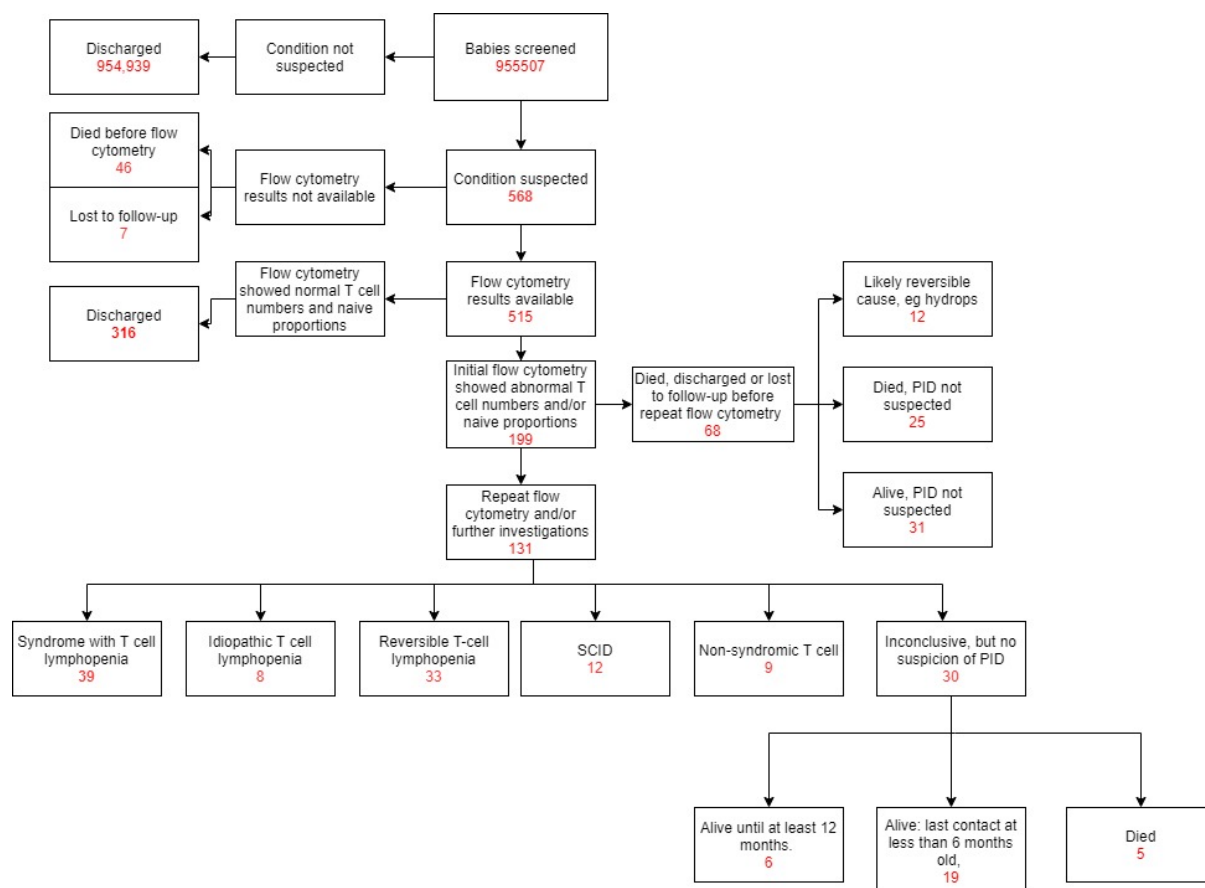 Discharged
954,939
Condition not
suspected
Babies screened
955507
Died before flow
cytometry
46
Lost to follow-up
7
Flow cytometry
results not available
Condition suspected
568
Discharged
316
Flow cytometry
showed normal T cell
numbers and naive
proportions
Flow cytometry
results available
515
Initial flow cytometry
showed abnormal T
cell numbers and/or
naive proportions
199
Died, discharged or lost
to follow-up before
repeat flow cytometry
68
Likely reversible
cause, eg hydrops
12
Died, PID not
suspected
25
Alive, PID not
suspected
31
Repeat flow
cytometry and/or
further investigations
131
Syndrome with T cell
lymphopenia
39
Idiopathic T cell
lymphopenia
8
Reversible T-cell
lymphopenia
33
SCID
12
Non-syndromic T cell
9
Inconclusive, but no
suspicion of PID
30
Alive until at least 12
months.
6
Alive: last contact at
less than 6 months
old,
19
Died
5